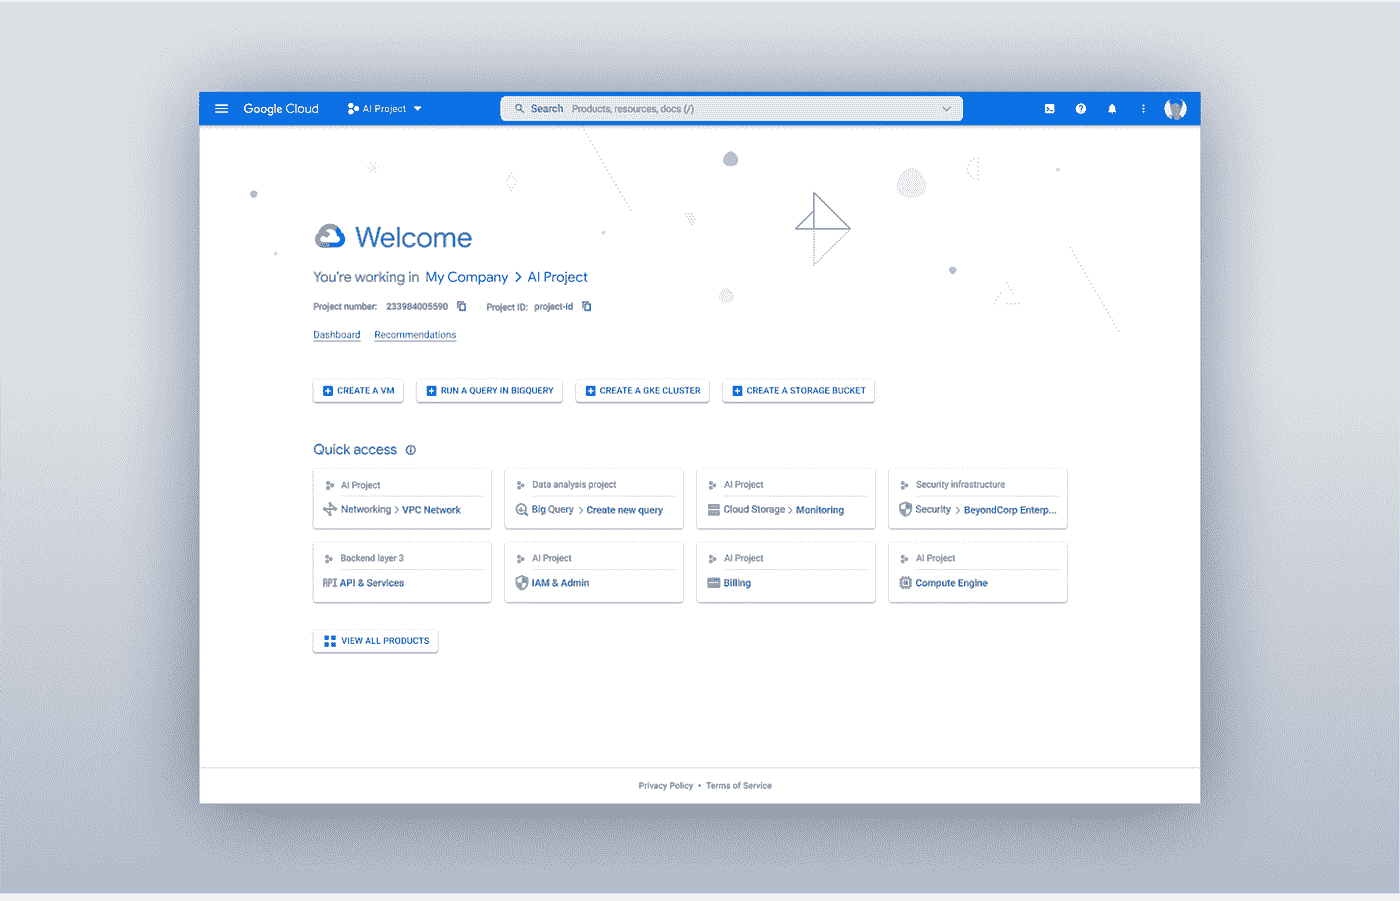 Google Cloud AI Project Search Products, resources, docs (/)
Welcome
You're working in My Company > AI Project
Project number: 233984005590 Project ID: project-id
Dashboard Recommendations
CREATE A VM RUN A QUERY IN BIGQUERY CREATE A GKE CLUSTER CREATE A STORAGE BUCKET
Quick access
AI Project
Networking > VPC Network
Data analysis project
Big Query > Create new query
AI Project
Cloud Storage > Monitoring
Security infrastructure
Security > BeyondCorp Enterp...
Backend layer 3
API API & Services
AI Project
IAM & Admin
AI Project
Billing
AI Project
Compute Engine
VIEW ALL PRODUCTS
Privacy Policy • Terms of Service